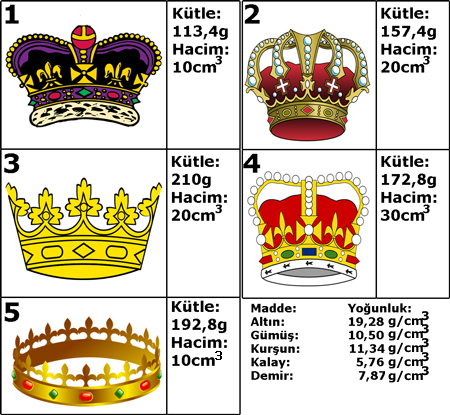 1
Kütle:
113,4g
Hacim:
10cm³
2
Kütle:
157,4g
Hacim:
20cm³
3
Kütle:
210g
Hacim:
20cm³
4
Kütle:
172,8g
Hacim:
30cm³
5
Kütle:
192,8g
Hacim:
10cm³
Madde: Yoğunluk:
Altın: 19,28 g/cm³
Gümüş: 10,50 g/cm³
Kurşun: 11,34 g/cm³
Kalay: 5,76 g/cm³
Demir: 7,87 g/cm³